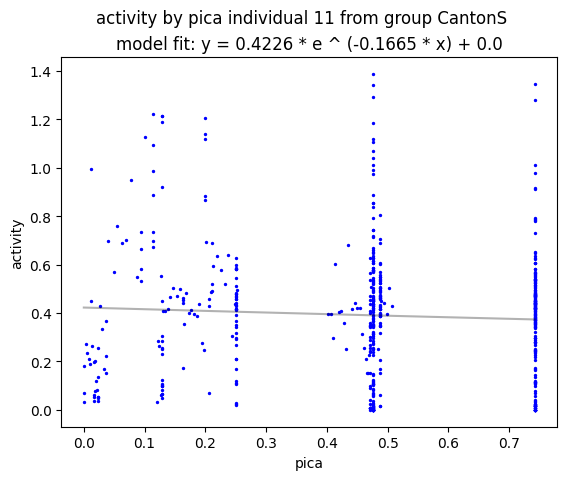 activity by pica individual 11 from group CantonS
model fit: y = 0.4226 * e ^ (-0.1665 * x) + 0.0
1.4
1.2
1.0
0.8
0.6
0.4
0.2
0.0
activity
0.0 0.1 0.2 0.3 0.4 0.5 0.6 0.7
pica